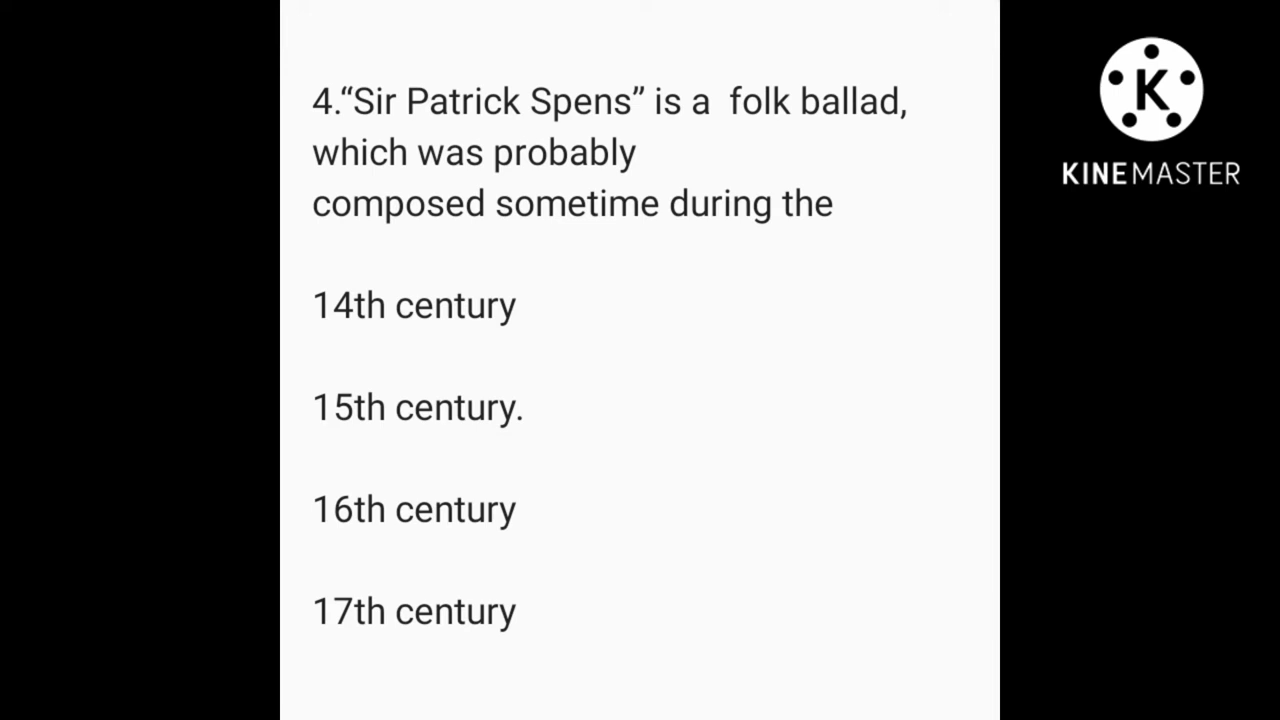 4.“Sir Patrick Spens” is a  folk ballad,
which was probably
composed sometime during the
14th century
15th century.
16th century
17th century
K
KINEMASTER